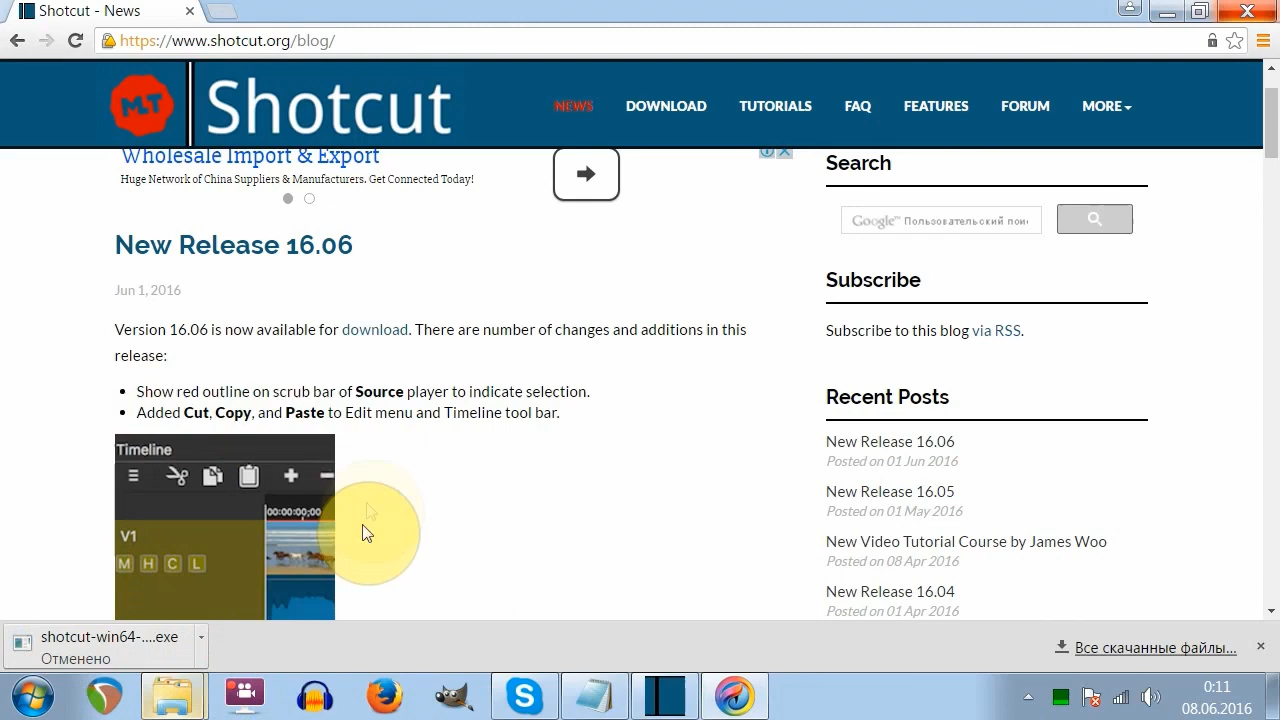 Shotcut - News
https://www.shotcut.org/blog/
MLT
Shotcut
NEWS
DOWNLOAD
TUTORIALS
FAQ
FEATURES
FORUM
MORE
Wholesale Import & Export
Huge Network of China Suppliers & Manufacturers. Get Connected Today!
New Release 16.06
Jun 1, 2016
Version 16.06 is now available for download. There are number of changes and additions in this
release:
Show red outline on scrub bar of Source player to indicate selection.
Added Cut, Copy, and Paste to Edit menu and Timeline tool bar.
Timeline
00:00:00;00
V1
M H C L
Search
Google™ Пользовательский
Subscribe
Subscribe to this blog via RSS.
Recent Posts
New Release 16.06
Posted on 01 Jun 2016
New Release 16.05
Posted on 01 May 2016
New Video Tutorial Course by James Woo
Posted on 08 Apr 2016
New Release 16.04
Posted on 01 Apr 2016
shotcut-win64-....exe
Отменено
Все скачанные файлы...
0:11
08.06.2016